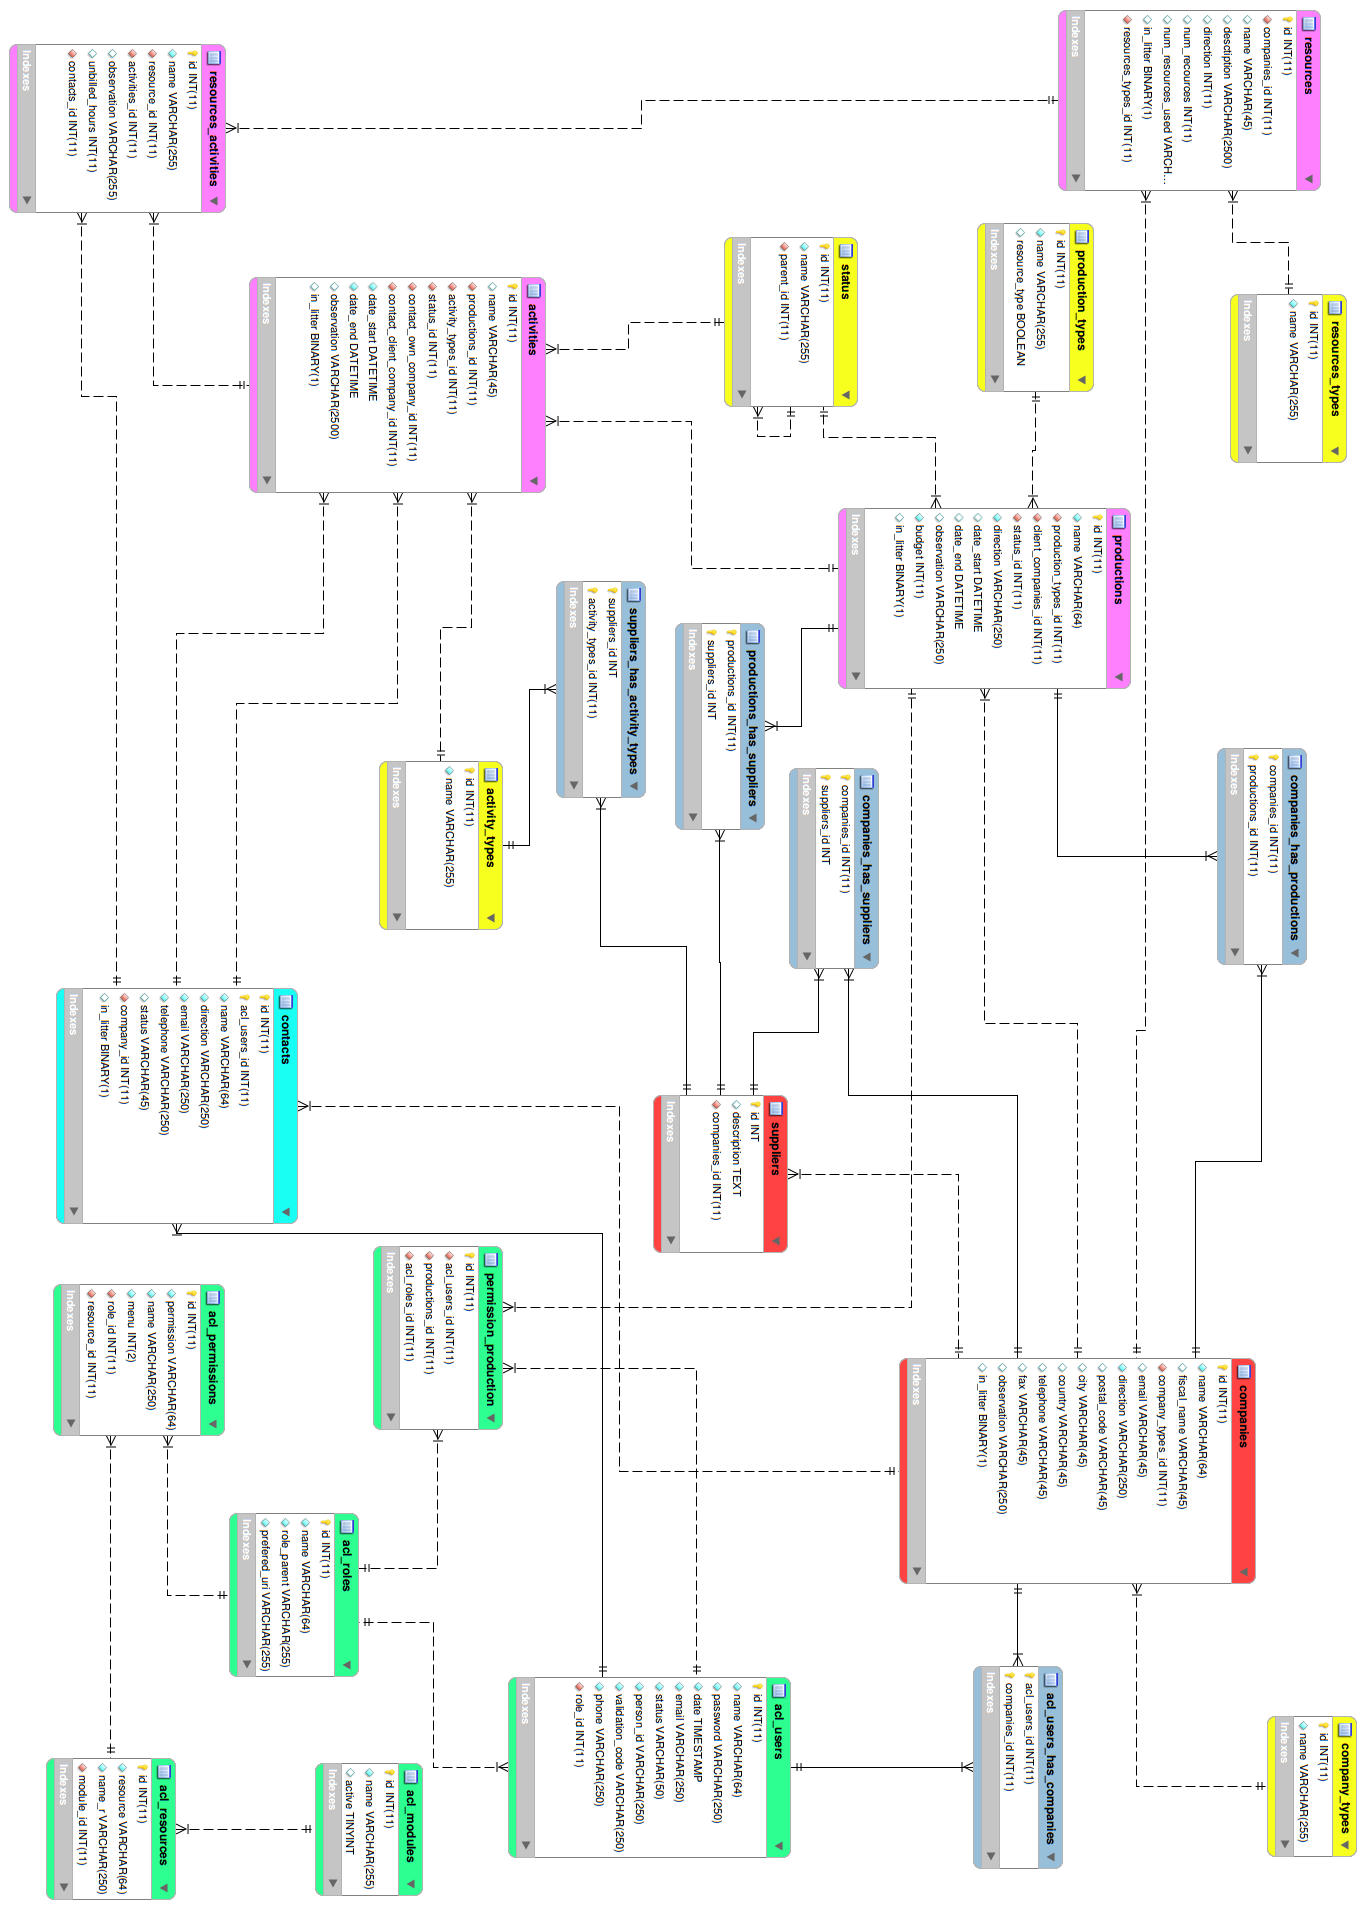 resources
id INT(11)
companies_id INT(11)
name VARCHAR(45)
desctiption VARCHAR(2500)
direction INT(11)
num_recources INT(11)
num_resources_used VARCH...
in_litter BINARY(1)
resources_types_id INT(11)
Indexes
resources_types
id INT(11)
name VARCHAR(255)
Indexes
production_types
id INT(11)
name VARCHAR(255)
resource_type BOOLEAN
Indexes
status
id INT(11)
name VARCHAR(255)
parent_id INT(11)
Indexes
resources_activities
id INT(11)
name VARCHAR(255)
resource_id INT(11)
activities_id INT(11)
observation VARCHAR(255)
unbilled_hours INT(11)
contacts_id INT(11)
Indexes
activities
id INT(11)
name VARCHAR(45)
productions_id INT(11)
activity_types_id INT(11)
status_id INT(11)
contact_own_company_id INT(11)
contact_client_company_id INT(11)
date_start DATETIME
date_end DATETIME
observation VARCHAR(2500)
in_litter BINARY(1)
Indexes
productions
id INT(11)
name VARCHAR(64)
production_types_id INT(11)
client_companies_id INT(11)
status_id INT(11)
direction VARCHAR(250)
date_start DATETIME
date_end DATETIME
observation VARCHAR(250)
budget INT(11)
in_litter BINARY(1)
Indexes
companies_has_productions
companies_id INT(11)
productions_id INT(11)
Indexes
companies_has_suppliers
companies_id INT(11)
suppliers_id INT
Indexes
productions_has_suppliers
productions_id INT(11)
suppliers_id INT
Indexes
suppliers_has_activity_types
suppliers_id INT
activity_types_id INT(11)
Indexes
activity_types
id INT(11)
name VARCHAR(255)
Indexes
contacts
id INT(11)
acl_users_id INT(11)
name VARCHAR(64)
direction VARCHAR(250)
email VARCHAR(250)
telephone VARCHAR(250)
status VARCHAR(45)
company_id INT(11)
in_litter BINARY(1)
Indexes
suppliers
id INT
description TEXT
companies_id INT(11)
Indexes
companies
id INT(11)
name VARCHAR(64)
fiscal_name VARCHAR(45)
company_types_id INT(11)
email VARCHAR(45)
direction VARCHAR(250)
postal_code VARCHAR(45)
city VARCHAR(45)
country VARCHAR(45)
telephone VARCHAR(45)
fax VARCHAR(45)
observation VARCHAR(250)
in_litter BINARY(1)
Indexes
permission_production
id INT(11)
acl_users_id INT(11)
productions_id INT(11)
acl_roles_id INT(11)
Indexes
acl_permissions
id INT(11)
permission VARCHAR(64)
name VARCHAR(250)
menu INT(2)
role_id INT(11)
resource_id INT(11)
Indexes
acl_roles
id INT(11)
name VARCHAR(64)
role_parent VARCHAR(255)
prefered_uri VARCHAR(255)
Indexes
acl_users
id INT(11)
name VARCHAR(64)
password VARCHAR(250)
date TIMESTAMP
email VARCHAR(250)
status VARCHAR(50)
person_id VARCHAR(250)
validation_code VARCHAR(250)
phone VARCHAR(250)
role_id INT(11)
Indexes
acl_users_has_companies
acl_users_id INT(11)
companies_id INT(11)
Indexes
company_types
id INT(11)
name VARCHAR(255)
Indexes
acl_modules
id INT(11)
name VARCHAR(255)
active TINYINT
Indexes
acl_resources
id INT(11)
resource VARCHAR(64)
name_r VARCHAR(250)
module_id INT(11)
Indexes